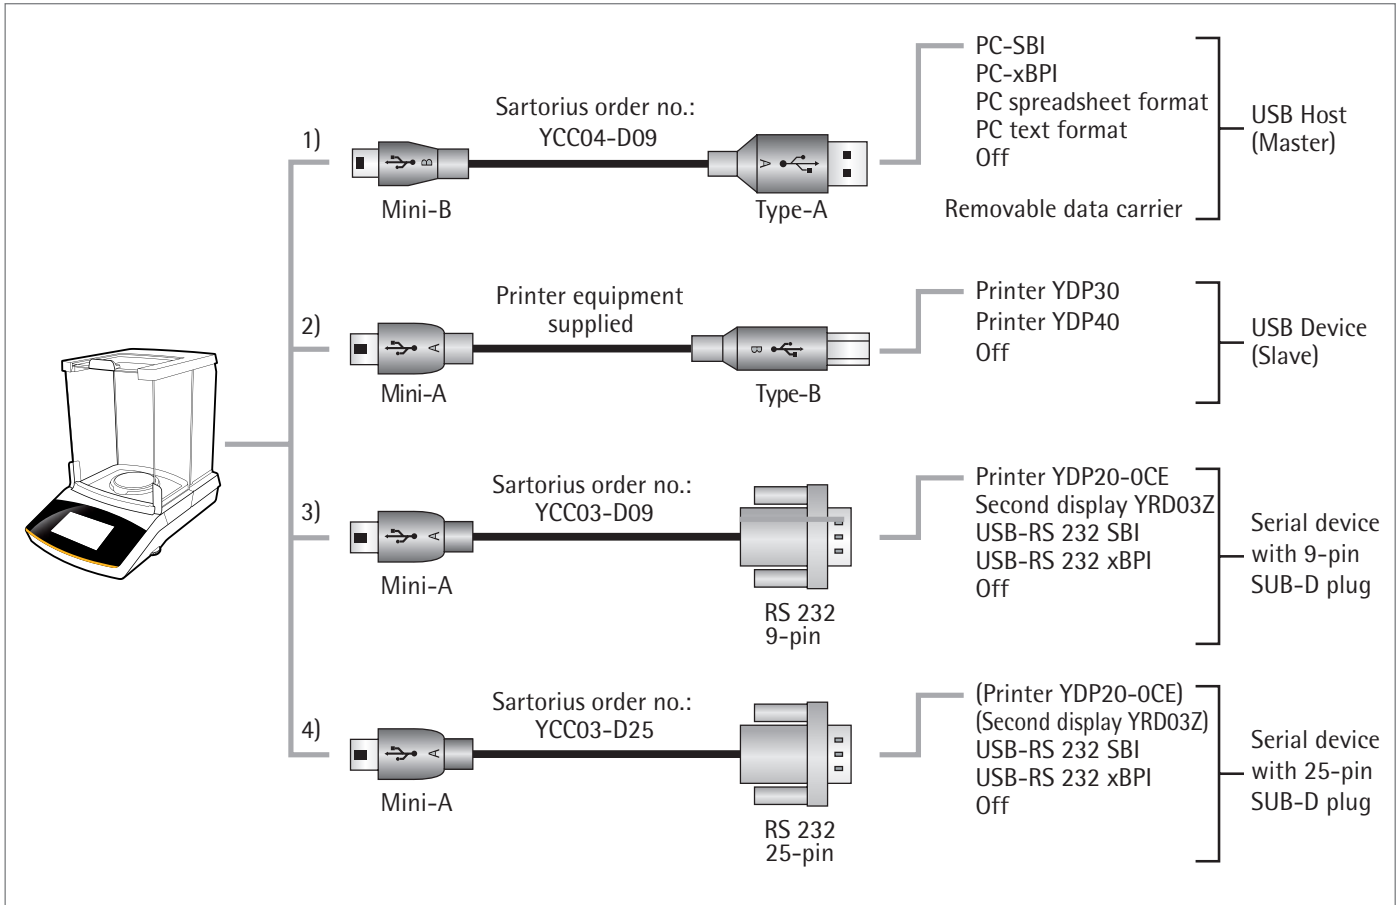 1)
Sartorius order no.:
YCC04-D09
B
A
Mini-B
Type-A
PC-SBI
PC-xBPI
PC spreadsheet format
PC text format
Off
Removable data carrier
USB Host
(Master)
2)
Printer equipment
supplied
A
B
Mini-A
Type-B
Printer YDP30
Printer YDP40
Off
USB Device
(Slave)
3)
Sartorius order no.:
YCC03-D09
A
Mini-A
RS 232
9-pin
Printer YDP20-0CE
Second display YRD03Z
USB-RS 232 SBI
USB-RS 232 xBPI
Off
Serial device
with 9-pin
SUB-D plug
4)
Sartorius order no.:
YCC03-D25
A
Mini-A
RS 232
25-pin
(Printer YDP20-0CE)
(Second display YRD03Z)
USB-RS 232 SBI
USB-RS 232 xBPI
Off
Serial device
with 25-pin
SUB-D plug